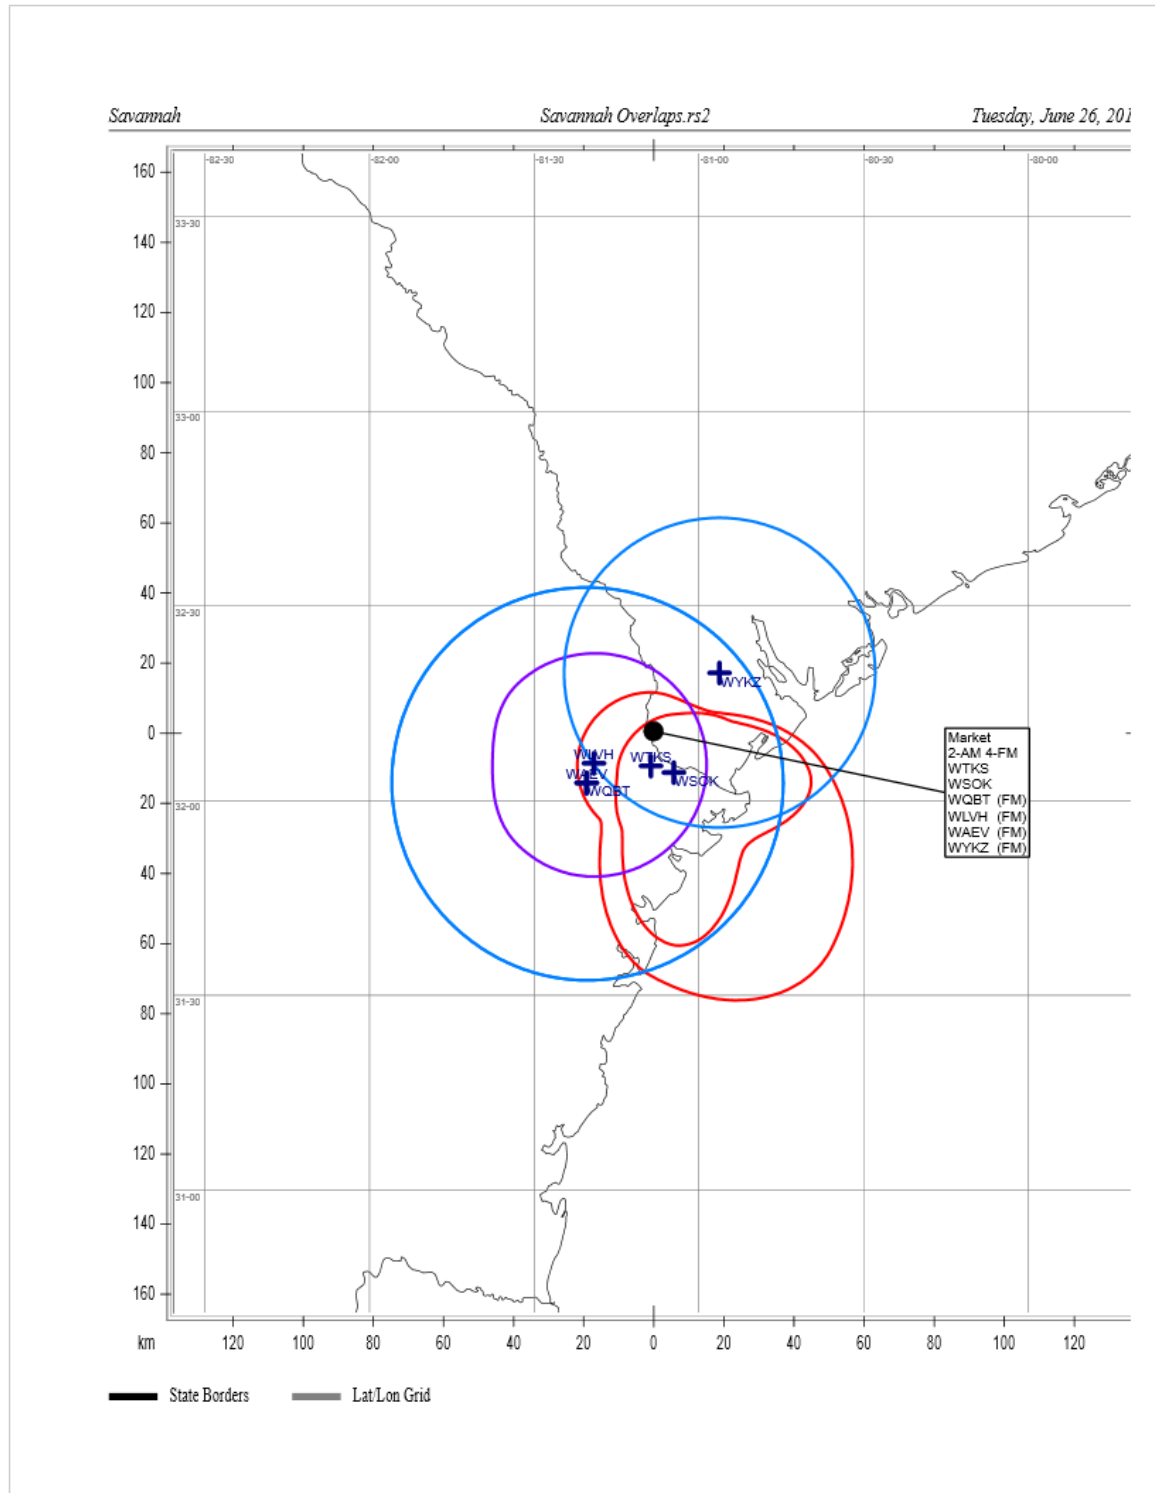 Savannah Savannah Overlaps.rs2 Tuesday, June 26, 201
-82-30 -82-00 -81-30 -81-00 -80-30 -80-00
160
33-30
140
120
100
33-00
80
60
40
32-30
20
WYKZ
0
Market
2-AM 4-FM
WTKS
WSOK
WQBT (FM)
WLVH (FM)
WAEV (FM)
WYKZ (FM)
WLVH WTKS
WAEV WSOK
WQBT
20
32-00
40
60
80
31-30
100
120
31-00
140
160
km 120 100 80 60 40 20 0 20 40 60 80 100 120
State Borders Lat/Lon Grid